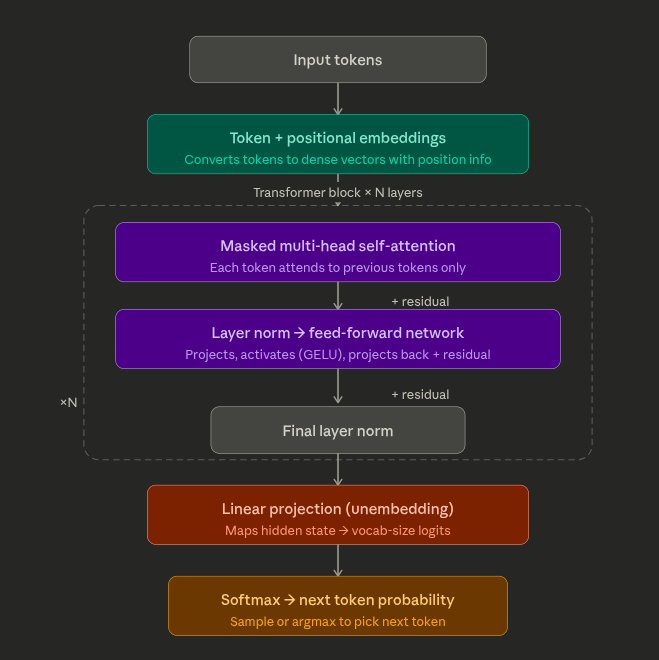 Input tokens
Token + positional embeddings
Converts tokens to dense vectors with position info
Transformer block × N layers
Masked multi-head self-attention
Each token attends to previous tokens only
+ residual
Layer norm → feed-forward network
Projects, activates (GELU), projects back + residual
+ residual
×N
Final layer norm
Linear projection (unembedding)
Maps hidden state → vocab-size logits
Softmax → next token probability
Sample or argmax to pick next token